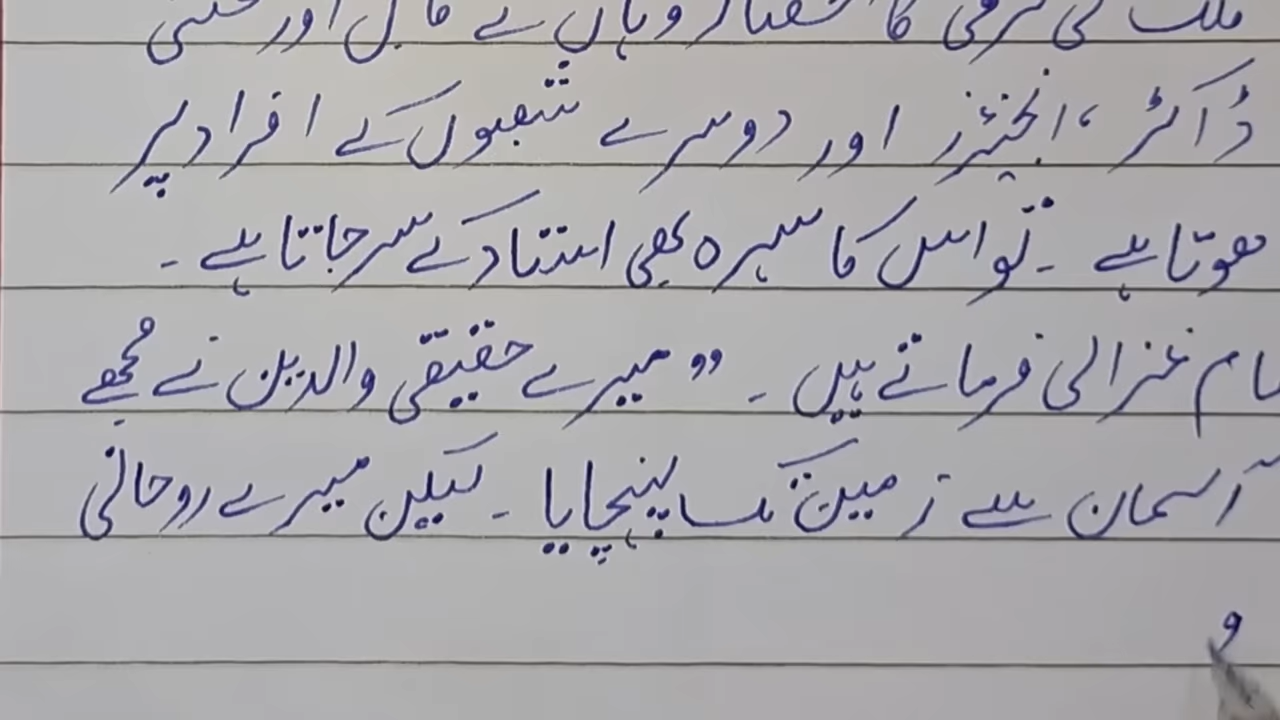 ملک کی ترقی کا انحصار وہاں کے قابل اور محنتی
ڈاکٹر ، انجینئرز اور دوسرے شعبوں کے افراد پر
ہوتا ہے ۔ تو اس کا سہرہ بھی استاد کے سر جاتا ہے ۔
امام غزالی فرماتے ہیں ۔ " میرے حقیقی والدین نے مجھے
آسمان سے زمین تک پہنچایا ۔ لیکن میرے روحانی
و